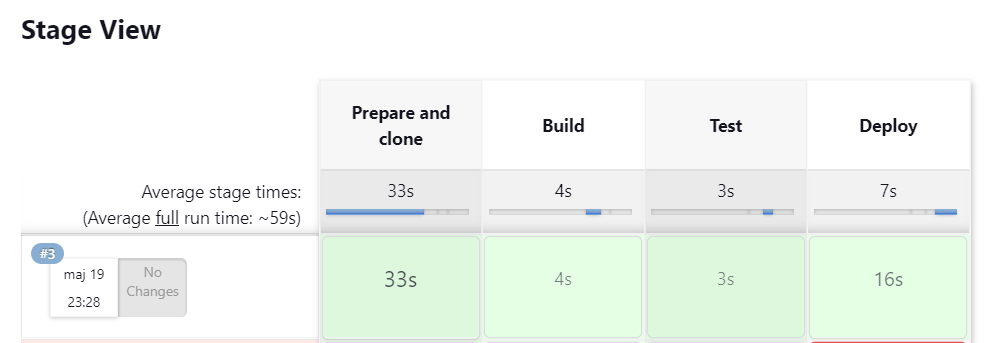 Stage View
Prepare and
clone
Build
Test
Deploy
Average stage times:
(Average full run time: ~59s)
33s
4s
3s
7s
#3
maj 19
23:28
No
Changes
33s
4s
3s
16s